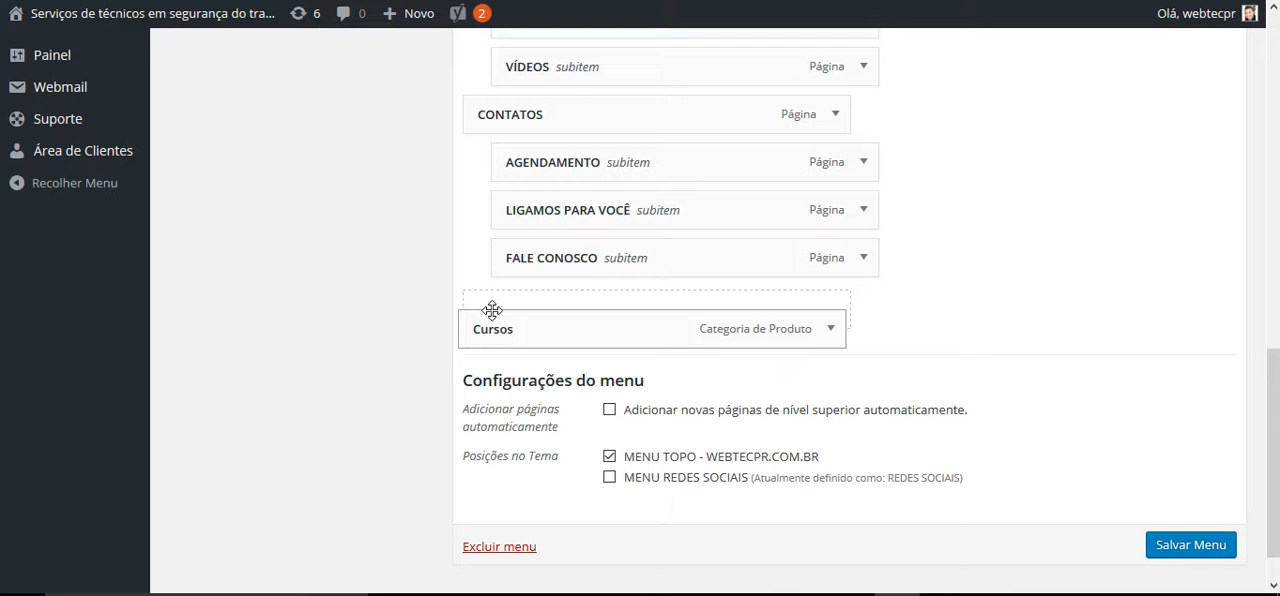 Serviços de técnicos em segurança do tra... 6 0 Novo 2 Olá, webtecpr
Painel
Webmail
Suporte
Área de Clientes
Recolher Menu
VÍDEOS subitem Página
CONTATOS Página
AGENDAMENTO subitem Página
LIGAMOS PARA VOCÊ subitem Página
FALE CONOSCO subitem Página
Cursos Categoria de Produto
Configurações do menu
Adicionar páginas automaticamente
Adicionar novas páginas de nível superior automaticamente.
Posições no Tema
MENU TOPO - WEBTECPR.COM.BR
MENU REDES SOCIAIS (Atualmente definido como: REDES SOCIAIS)
Excluir menu Salvar Menu